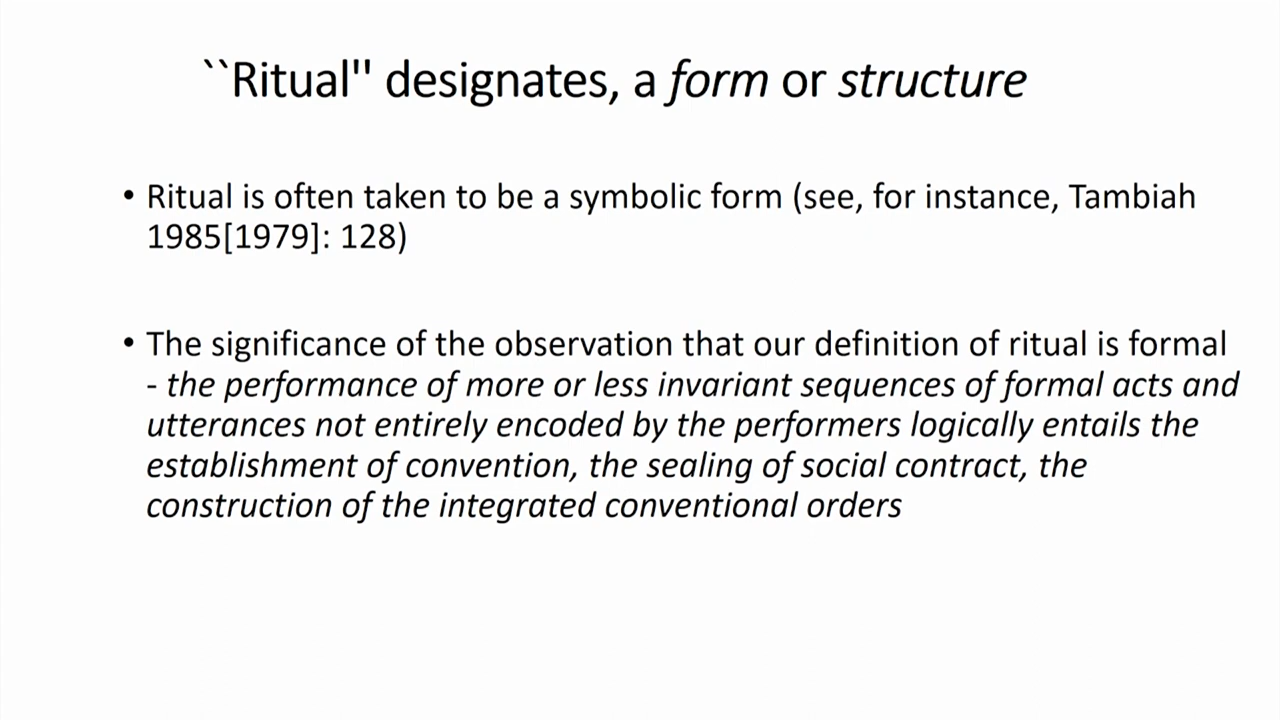 ``Ritual'' designates, a form or structure
• Ritual is often taken to be a symbolic form (see, for instance, Tambiah
1985[1979]: 128)
• The significance of the observation that our definition of ritual is formal
- the performance of more or less invariant sequences of formal acts and
utterances not entirely encoded by the performers logically entails the
establishment of convention, the sealing of social contract, the
construction of the integrated conventional orders